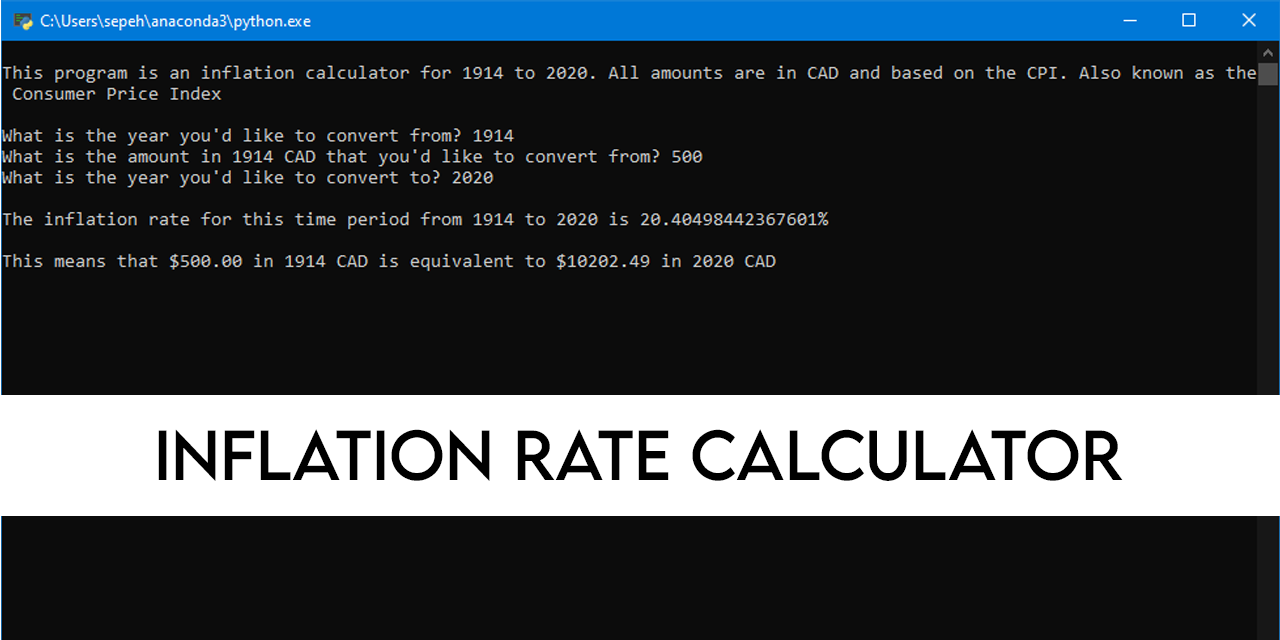 C:\Users\sepeh\anaconda3\python.exe
This program is an inflation calculator for 1914 to 2020. All amounts are in CAD and based on the CPI. Also known as the
Consumer Price Index
What is the year you'd like to convert from? 1914
What is the amount in 1914 CAD that you'd like to convert from? 500
What is the year you'd like to convert to? 2020
The inflation rate for this time period from 1914 to 2020 is 20.40498442367601%
This means that $500.00 in 1914 CAD is equivalent to $10202.49 in 2020 CAD
INFLATION RATE CALCULATOR